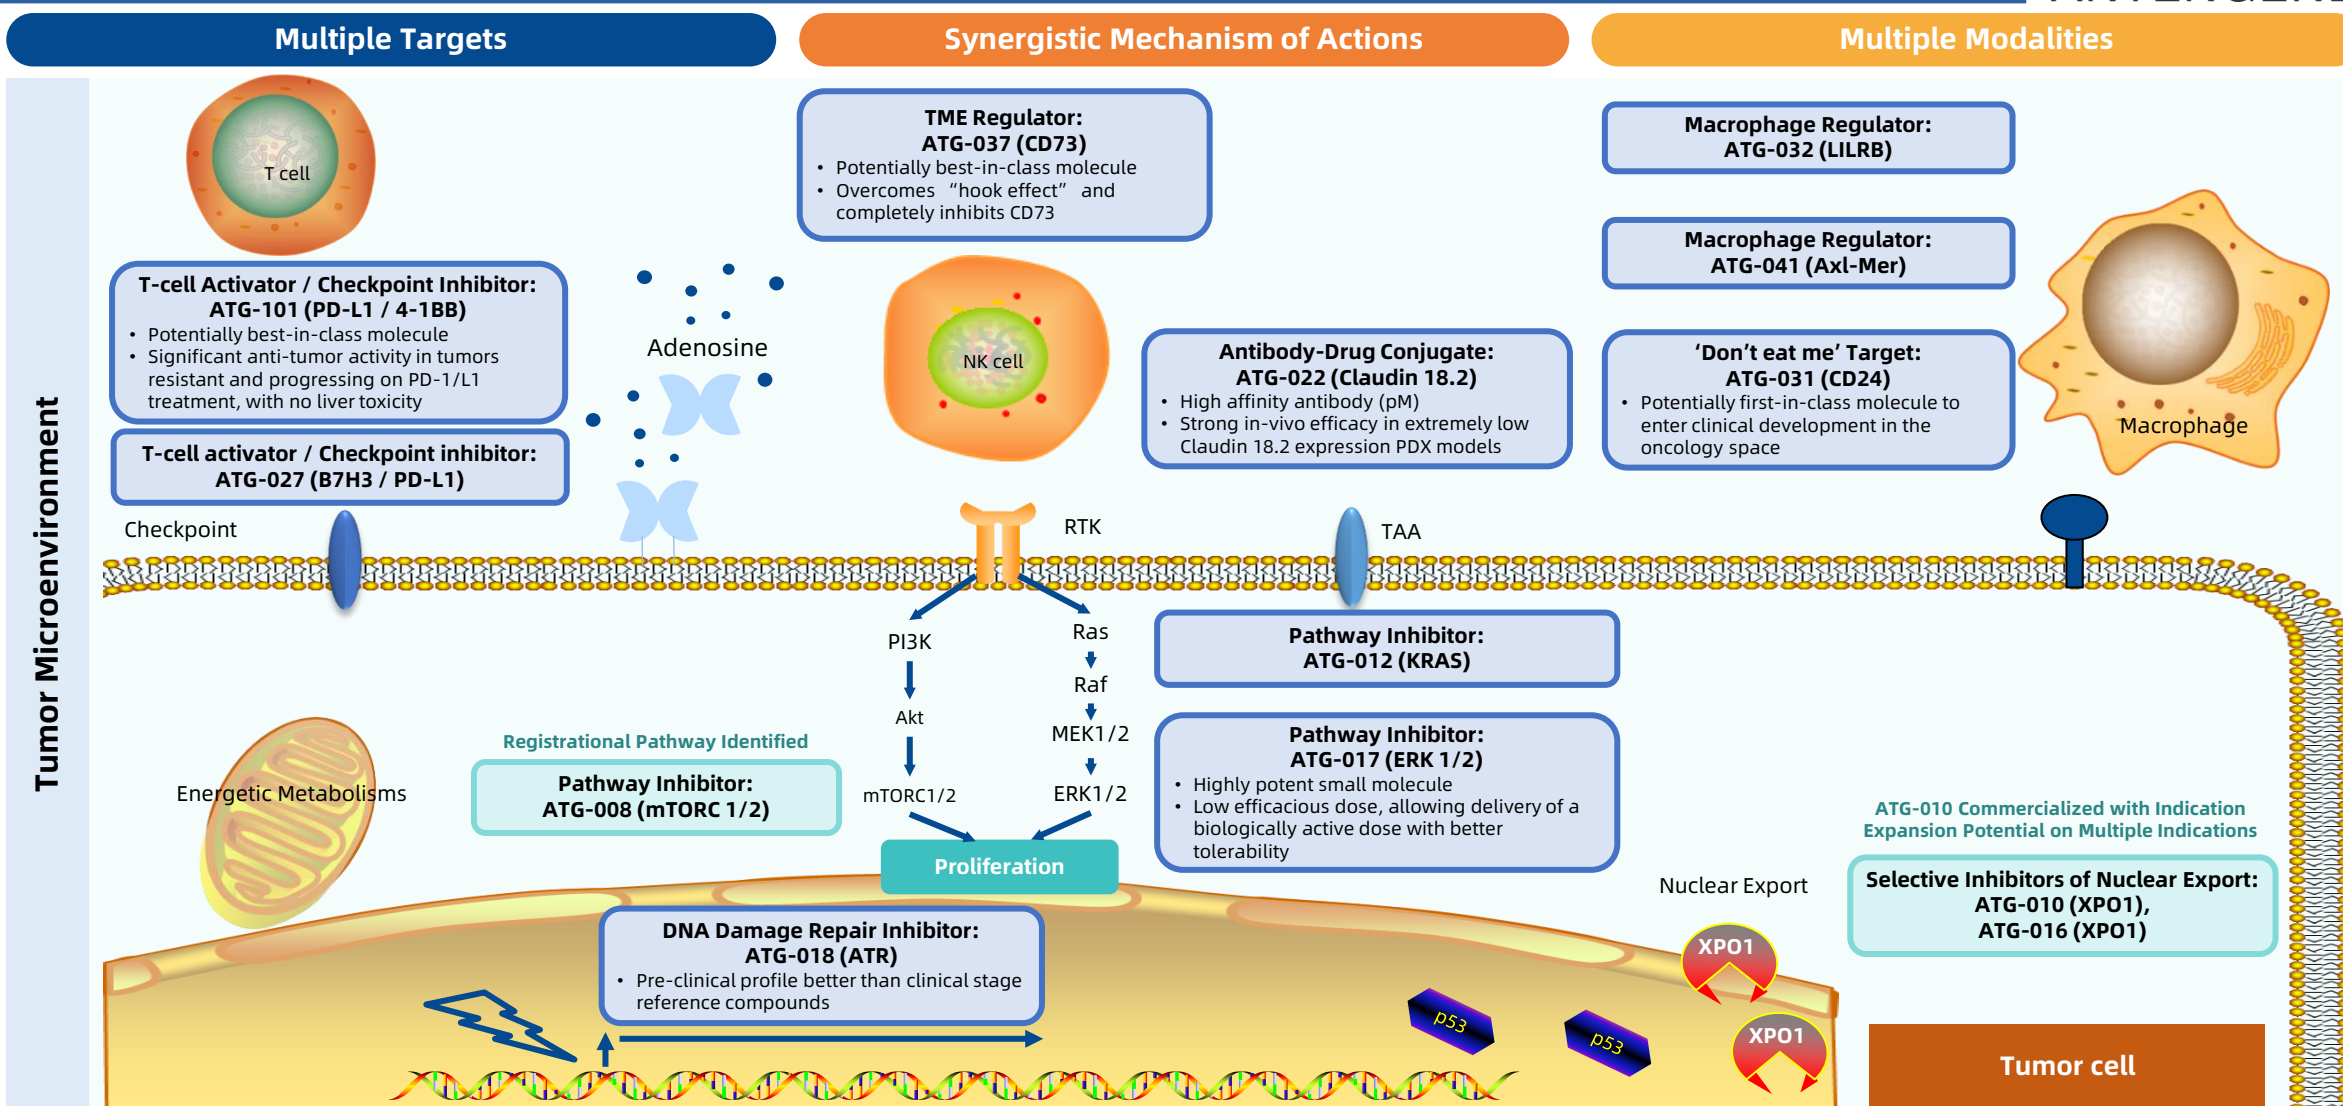 Multiple Targets
Synergistic Mechanism of Actions
Multiple Modalities
Tumor Microenvironment
T cell
T-cell Activator / Checkpoint Inhibitor:
ATG-101 (PD-L1 / 4-1BB)
• Potentially best-in-class molecule
• Significant anti-tumor activity in tumors
resistant and progressing on PD-1/L1
treatment, with no liver toxicity
T-cell activator / Checkpoint inhibitor:
ATG-027 (B7H3 / PD-L1)
Checkpoint
Adenosine
TME Regulator:
ATG-037 (CD73)
• Potentially best-in-class molecule
• Overcomes “hook effect” and
completely inhibits CD73
NK cell
Antibody-Drug Conjugate:
ATG-022 (Claudin 18.2)
• High affinity antibody (pM)
• Strong in-vivo efficacy in extremely low
Claudin 18.2 expression PDX models
Macrophage Regulator:
ATG-032 (LILRB)
Macrophage Regulator:
ATG-041 (Axl-Mer)
‘Don’t eat me’ Target:
ATG-031 (CD24)
• Potentially first-in-class molecule to
enter clinical development in the
oncology space
Macrophage
RTK
TAA
PI3K
Akt
mTORC1/2
Ras
Raf
MEK1/2
ERK1/2
Proliferation
Pathway Inhibitor:
ATG-012 (KRAS)
Pathway Inhibitor:
ATG-017 (ERK 1/2)
• Highly potent small molecule
• Low efficacious dose, allowing delivery of a
biologically active dose with better
tolerability
Energetic Metabolisms
Registrational Pathway Identified
Pathway Inhibitor:
ATG-008 (mTORC 1/2)
DNA Damage Repair Inhibitor:
ATG-018 (ATR)
• Pre-clinical profile better than clinical stage
reference compounds
Nuclear Export
ATG-010 Commercialized with Indication
Expansion Potential on Multiple Indications
Selective Inhibitors of Nuclear Export:
ATG-010 (XPO1),
ATG-016 (XPO1)
XPO1
XPO1
p53
p53
Tumor cell